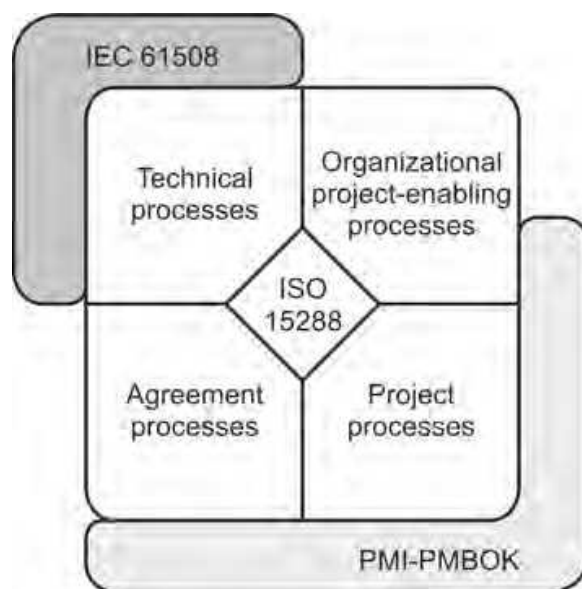 IEC 61508
Technical
processes
Organizational
project-enabling
processes
ISO
15288
Agreement
processes
Project
processes
PMI-PMBOK